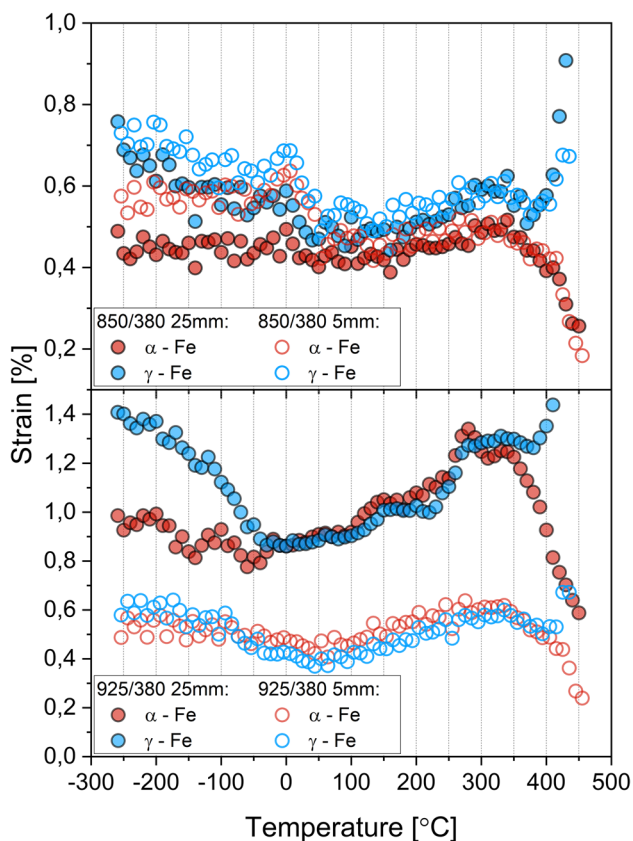 1,0
0,8
0,6
0,4
0,2
850/380 25mm: 850/380 5mm:
α - Fe α - Fe
γ - Fe γ - Fe
Strain [%]
1,4
1,2
1,0
0,8
0,6
0,4
0,2
0,0
925/380 25mm: 925/380 5mm:
α - Fe α - Fe
γ - Fe γ - Fe
-300 -200 -100 0 100 200 300 400 500
Temperature [°C]